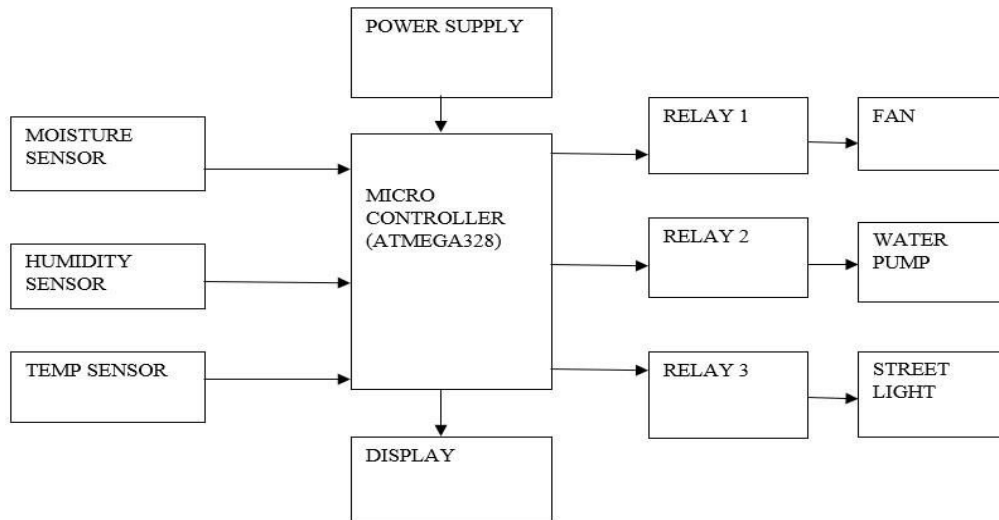 POWER SUPPLY
MOISTURE
SENSOR
HUMIDITY
SENSOR
TEMP SENSOR
MICRO
CONTROLLER
(ATMEGA328)
DISPLAY
RELAY 1
FAN
RELAY 2
WATER
PUMP
RELAY 3
STREET
LIGHT